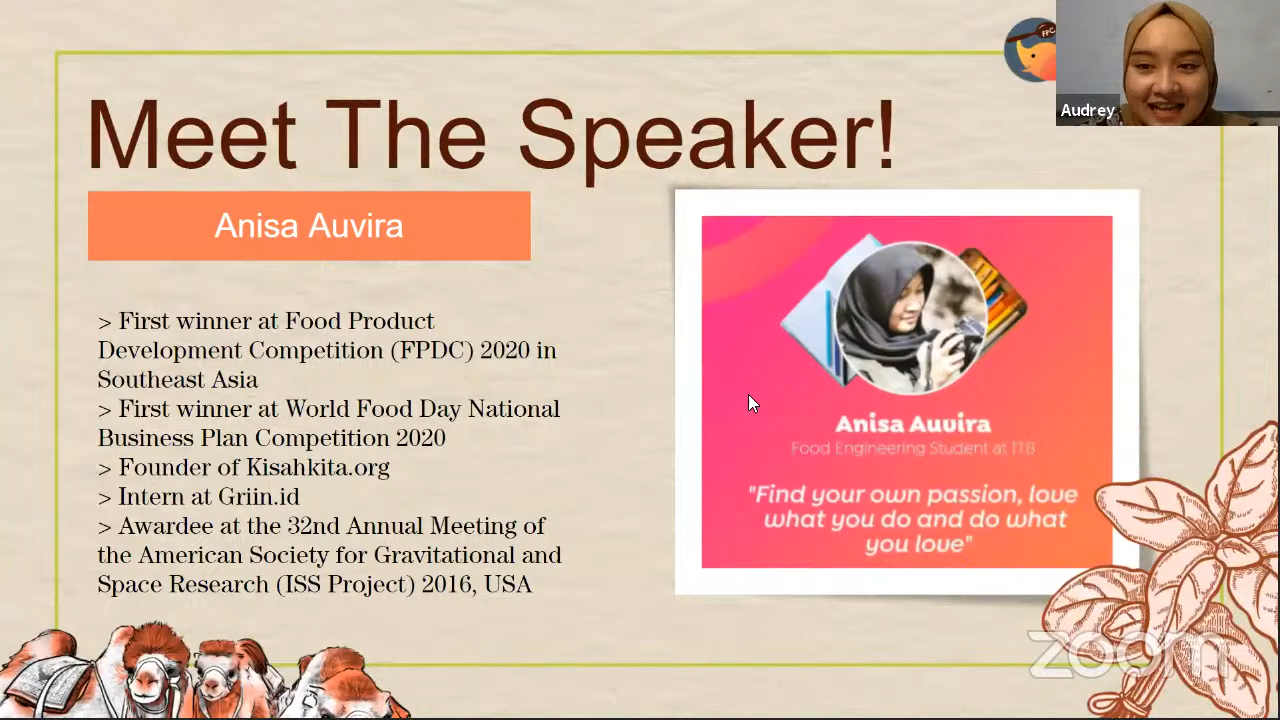 FPC
Audrey
Meet The Speaker!
Anisa Auvira
> First winner at Food Product
Development Competition (FPDC) 2020 in
Southeast Asia
> First winner at World Food Day National
Business Plan Competition 2020
> Founder of Kisahkita.org
> Intern at Griin.id
> Awardee at the 32nd Annual Meeting of
the American Society for Gravitational and
Space Research (ISS Project) 2016, USA
Anisa Auvira
Food Engineering Student at ITB
"Find your own passion, love
what you do and do what
you love"
zoom